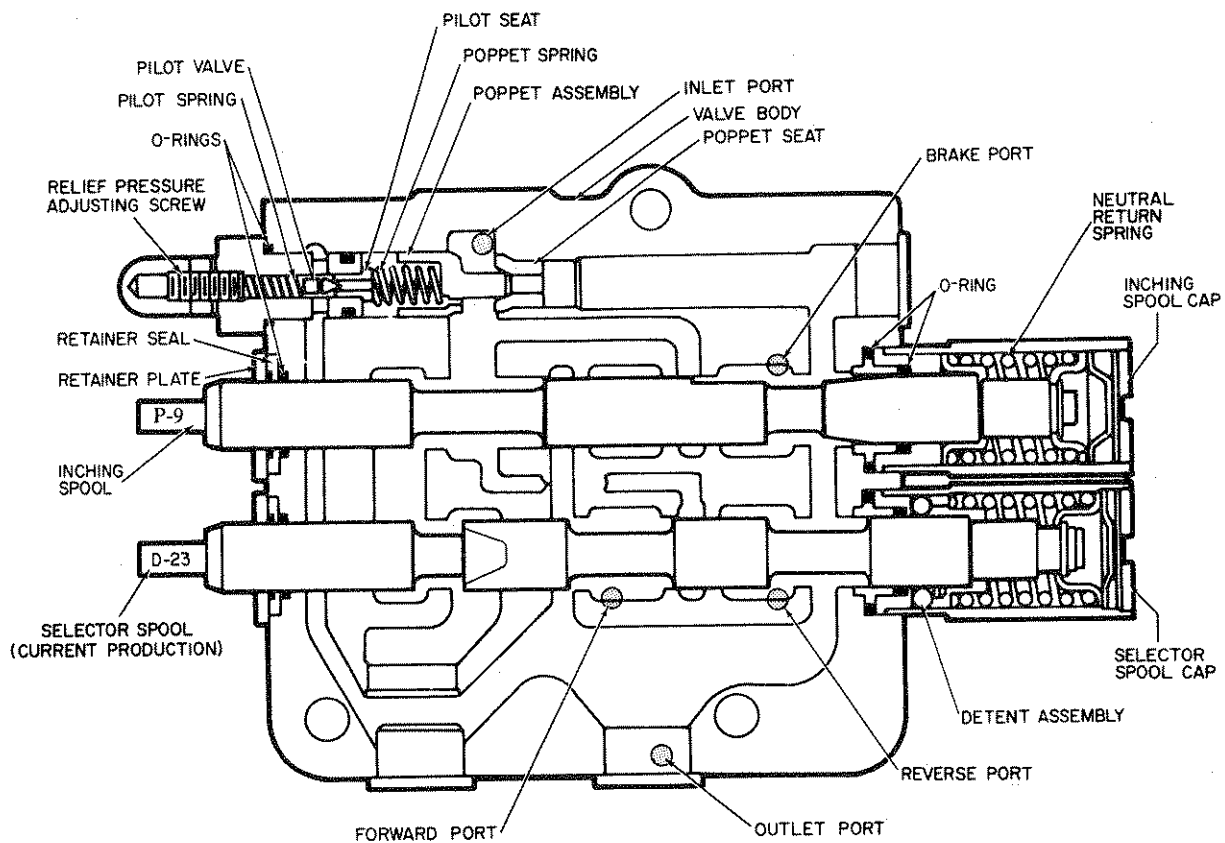 PILOT SEAT
POPPET SPRING
PILOT VALVE
INLET PORT
PILOT SPRING
POPPET ASSEMBLY
VALVE BODY
O-RINGS
POPPET SEAT
BRAKE PORT
RELIEF PRESSURE
ADJUSTING SCREW
NEUTRAL
RETURN
SPRING
O-RING
INCHING
SPOOL CAP
RETAINER SEAL
RETAINER PLATE
P-9
INCHING
SPOOL
D-23
SELECTOR SPOOL
(CURRENT PRODUCTION)
SELECTOR
SPOOL CAP
DETENT ASSEMBLY
REVERSE PORT
FORWARD PORT
OUTLET PORT